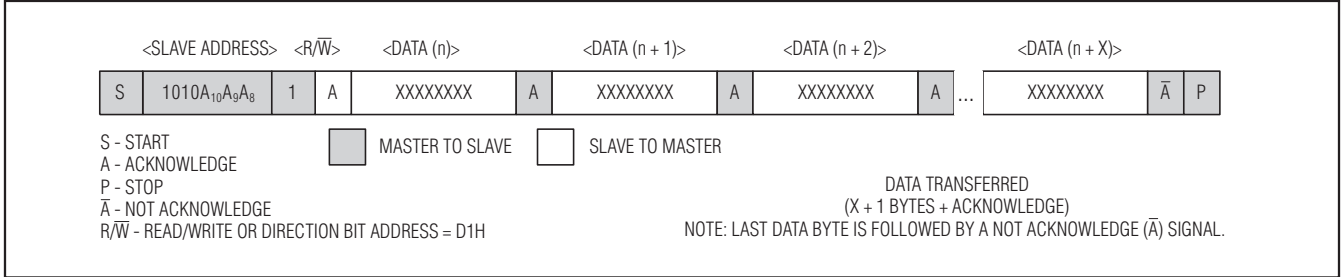 <SLAVE ADDRESS> <R/W̅> <DATA (n)> <DATA (n + 1)> <DATA (n + 2)> <DATA (n + X)>
S 1010A₁₀A₉A₈ 1 A XXXXXXXX A XXXXXXXX A XXXXXXXX A ... XXXXXXXX A̅ P
S - START
MASTER TO SLAVE SLAVE TO MASTER
A - ACKNOWLEDGE
P - STOP
A̅ - NOT ACKNOWLEDGE
R/W̅ - READ/WRITE OR DIRECTION BIT ADDRESS = D1H
DATA TRANSFERRED
(X + 1 BYTES + ACKNOWLEDGE)
NOTE: LAST DATA BYTE IS FOLLOWED BY A NOT ACKNOWLEDGE (A̅) SIGNAL.